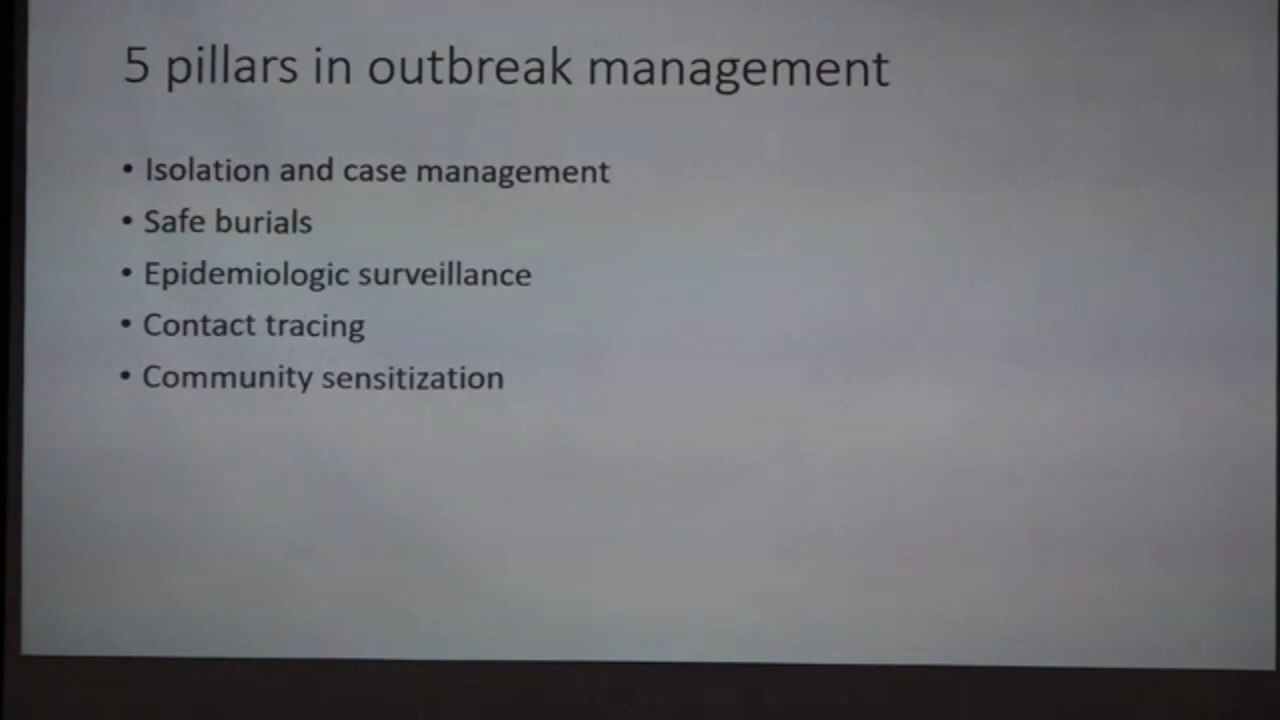 5 pillars in outbreak management
• Isolation and case management
• Safe burials
• Epidemiologic surveillance
• Contact tracing
• Community sensitization